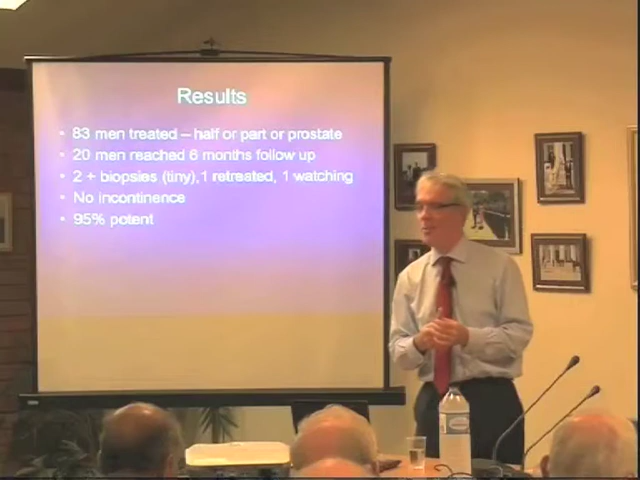 Results
• 83 men treated – half or part or prostate
• 20 men reached 6 months follow up
• 2 + biopsies (tiny),1 retreated, 1 watching
• No incontinence
• 95% potent